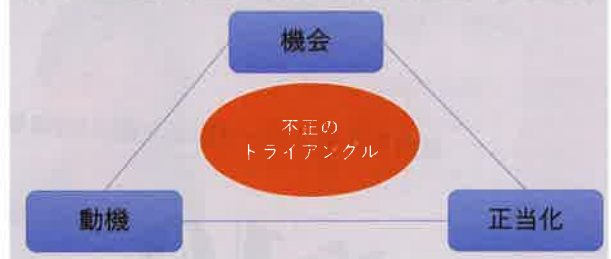 機会
不正の
トライアングル
動機
正当化